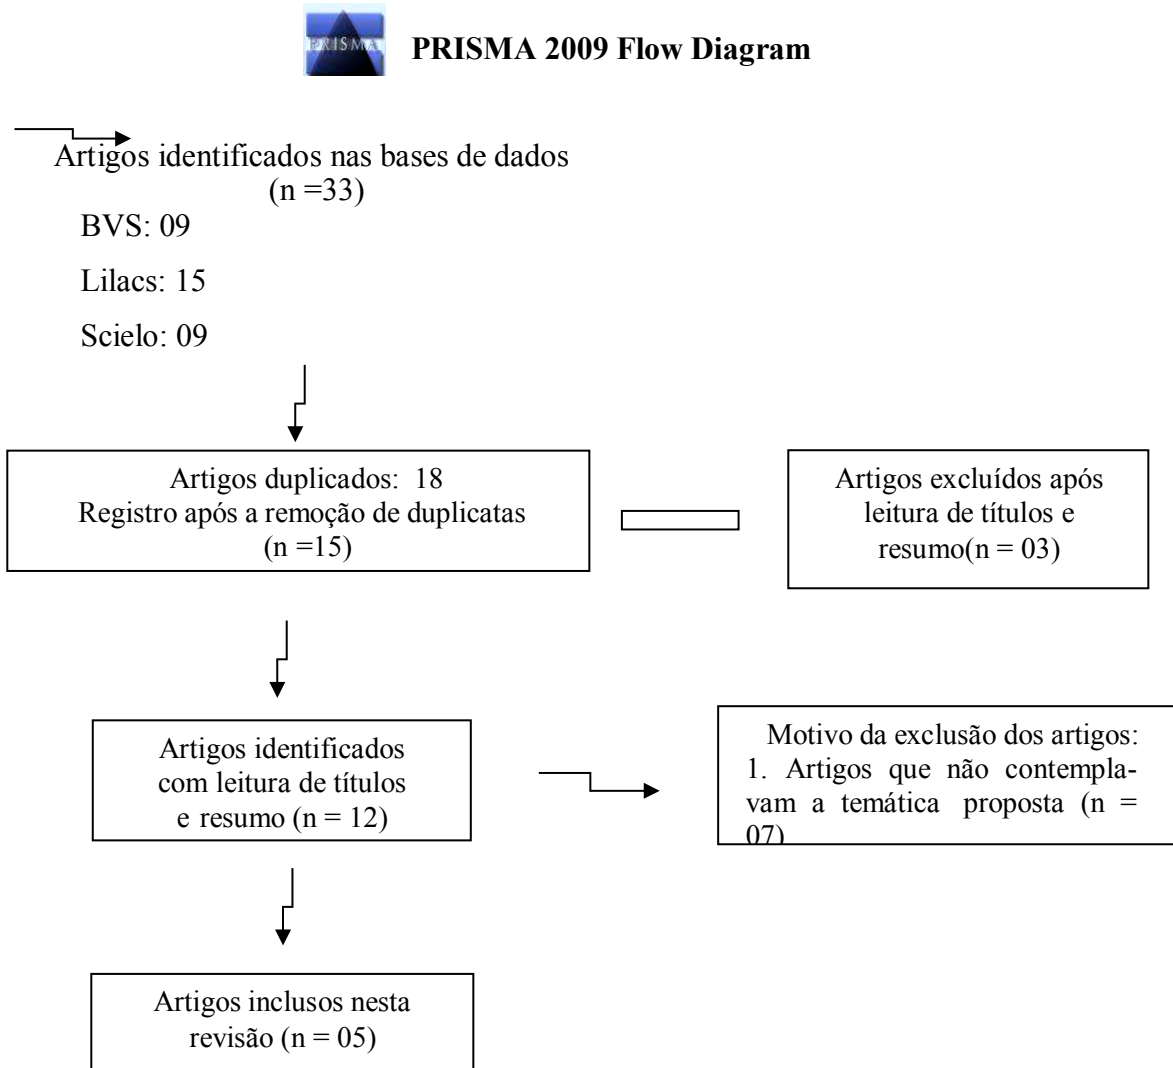 PRISMA
PRISMA 2009 Flow Diagram
Artigos identificados nas bases de dados
(n =33)
BVS: 09
Lilacs: 15
Scielo: 09
Artigos duplicados: 18
Registro após a remoção de duplicatas
(n =15)
Artigos excluídos após
leitura de títulos e
resumo(n = 03)
Artigos identificados
com leitura de títulos
e resumo (n = 12)
Motivo da exclusão dos artigos:
1. Artigos que não contempla-
vam a temática proposta (n =
07)
Artigos inclusos nesta
revisão (n = 05)